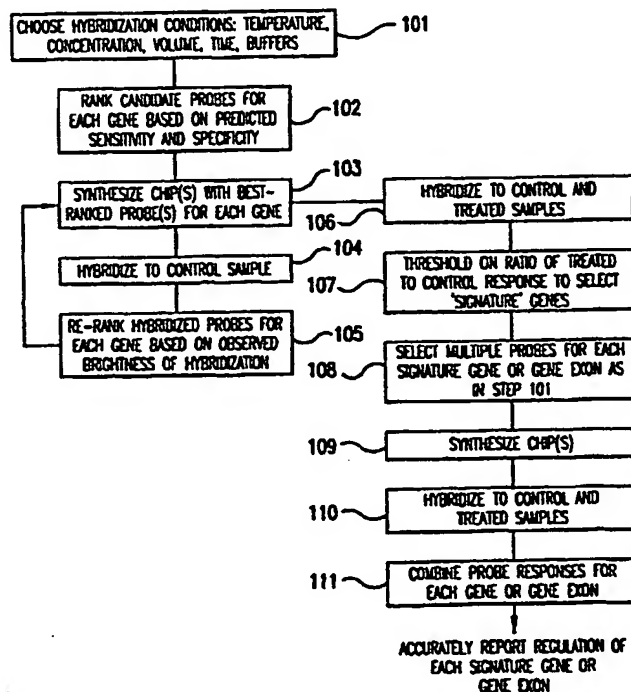 CHOOSE HYBRIDIZATION CONDITIONS: TEMPERATURE,
CONCENTRATION, VOLUME, TIME, BUFFERS
101
RANK CANDIDATE PROBES FOR
EACH GENE BASED ON PREDICTED
SENSITIVITY AND SPECIFICITY
102
SYNTHESIZE CHIP(S) WITH BEST-
RANKED PROBE(S) FOR EACH GENE
103
HYBRIDIZE TO CONTROL SAMPLE
104
RE-RANK HYBRIDIZED PROBES FOR
EACH GENE BASED ON OBSERVED
BRIGHTNESS OF HYBRIDIZATION
105
HYBRIDIZE TO CONTROL AND
TREATED SAMPLES
106
THRESHOLD ON RATIO OF TREATED
TO CONTROL RESPONSE TO SELECT
"SIGNATURE" GENES
107
SELECT MULTIPLE PROBES FOR EACH
SIGNATURE GENE OR GENE EXON AS
IN STEP 101
108
SYNTHESIZE CHIP(S)
109
HYBRIDIZE TO CONTROL AND
TREATED SAMPLES
110
COMBINE PROBE RESPONSES FOR
EACH GENE OR GENE EXON
111
ACCURATELY REPORT REGULATION OF
EACH SIGNATURE GENE OR
GENE EXON